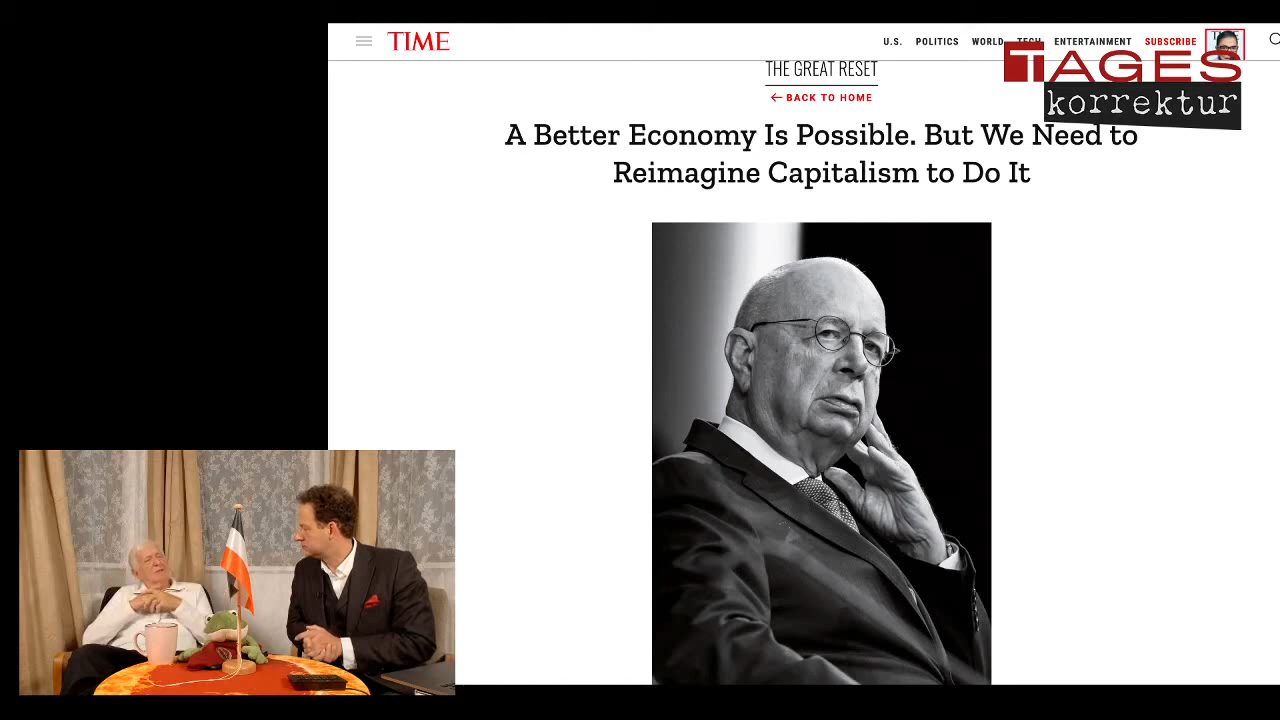 TIME
U.S. POLITICS WORLD TECH ENTERTAINMENT SUBSCRIBE
TAGES
korrektur
THE GREAT RESET
← BACK TO HOME
A Better Economy Is Possible. But We Need to
Reimagine Capitalism to Do It